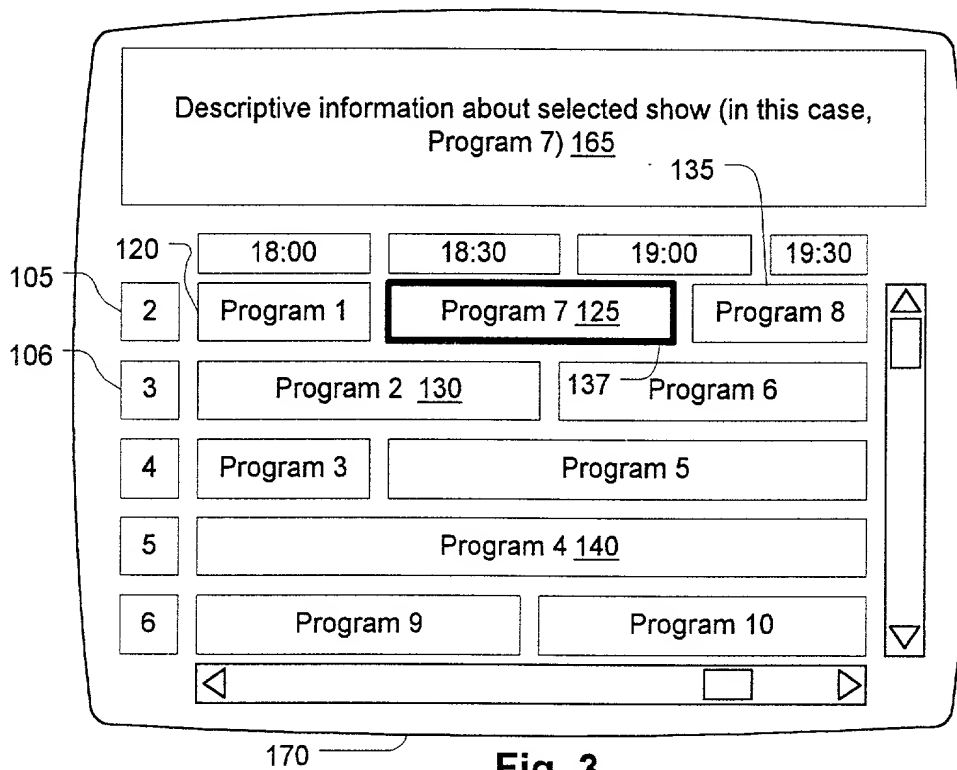 Descriptive information about selected show (in this case,
Program 7) 165
135
120 18:00 18:30 19:00 19:30
105 2 Program 1 Program 7 125 Program 8
106 3 Program 2 130 137 Program 6
4 Program 3 Program 5
5 Program 4 140
6 Program 9 Program 10
170
Fig. 3